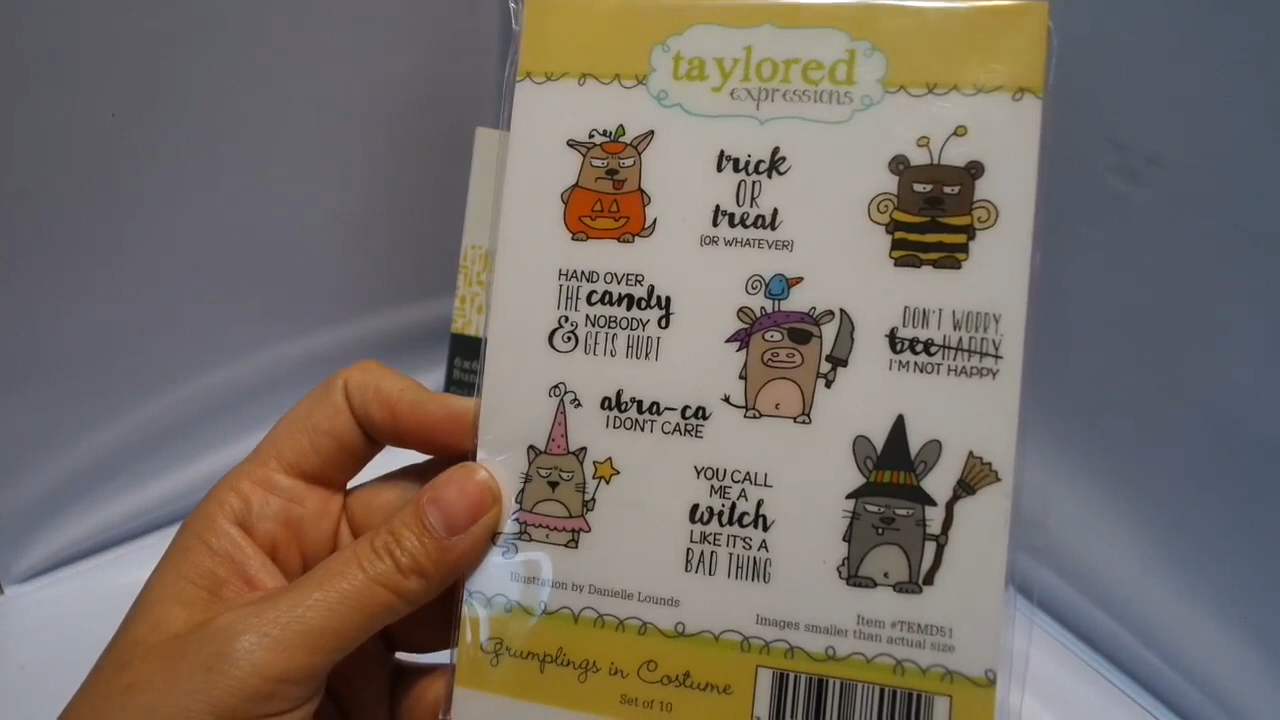 taylored
expressions
trick
OR
treat
{OR WHATEVER}
HAND OVER
THE candy
& NOBODY
GETS HURT
DON'T WORRY,
bee HAPPY
I'M NOT HAPPY
abra-ca
I DON'T CARE
YOU CALL
ME A
witch
LIKE IT'S A
BAD THING
Illustration by Danielle Lounds
Item #TEMD51
Images smaller than actual size
Grumplings in Costume
Set of 10
6x6